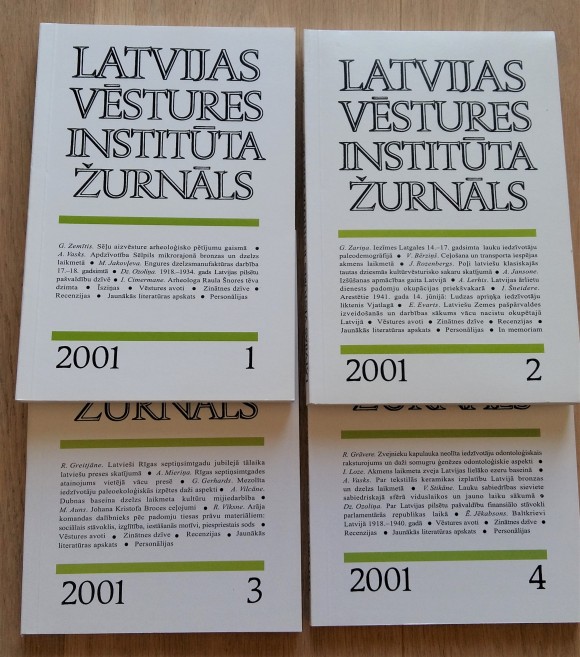 LATVIJAS
VĒSTURES
INSTITŪTA
ŽURNĀLS
G. Zemītis. Sēļu aizvēsture arheoloģisko pētījumu gaismā ●
A. Vasks. Apdzīvotība Sēlpils mikrorajonā bronzas un dzelzs
laikmetā ● M. Jakovļeva. Engures dzelzsmanufaktūras darbība
17.–18. gadsimtā ● Dz. Ozoliņa. 1918.–1934. gada Latvijas pilsētu
pašvaldību dzīvē ● I. Cimermane. Arheologa Raula Šnores tēva
dzimta ● Īsziņas ● Vēstures avoti ● Zinātnes dzīve ●
Recenzijas ● Jaunākās literatūras apskats ● Personālijas
2001 1
LATVIJAS
VĒSTURES
INSTITŪTA
ŽURNĀLS
G. Zariņa. Iezīmes Latgales 14.–17. gadsimta lauku iedzīvotāju
paleodemogrāfijā ● V. Bērziņš. Ceļošana un transporta iespējas
akmens laikmetā ● J. Rozenbergs. Poļi latviešu klasiskajās
tautas dziesmās kultūrvēsturisko sakaru skatījumā ● A. Jansone.
Izšūšanas apmācības gaita Latvijā ● A. Lerhis. Latvijas ārlietu
dienests padomju okupācijas priekšvakarā ● I. Šneidere.
Arestētie 1941. gada 14. jūnijā: Ludzas apriņķa iedzīvotāju
liktenis Vjatlagā ● E. Evarts. Latviešu Zemes pašpārvaldes
izveidošanās un darbības sākums vācu nacistu okupētajā
Latvijā ● Vēstures avoti ● Zinātnes dzīve ● Recenzijas ●
Jaunākās literatūras apskats ● Personālijas ● In memoriam
2001 2
ŽURNĀLS
R. Greitjāne. Latvieši Rīgas septiņsimtgadu jubilejā tālaika
latviešu preses skatījumā ● A. Mieriņa. Rīgas septiņsimtgades
atainojums vietējā vācu presē ● G. Gerhards. Mezolīta
iedzīvotāju paleoekoloģiskās izpētes daži aspekti ● A. Vilcāne.
Dubnas baseina dzelzs laikmeta kultūru mijiedarbība ●
M. Auns. Johana Kristofa Broces ceļojumi ● R. Vīksne. Arāja
komandas dalībnieks pēc padomju tiesas prāvu materiāliem:
sociālais stāvoklis, izglītība, iestāšanās motīvi, piespriestais sods ●
Vēstures avoti ● Zinātnes dzīve ● Recenzijas ● Jaunākās
literatūras apskats ● Personālijas
2001 3
ŽURNĀLS
R. Grāvere. Zvejnieku kapulauka neolīta iedzīvotāju odontoloģiskais
raksturojums un daži somugru ģenēzes odontoloģiskie aspekti ●
I. Loze. Akmens laikmeta zveja Latvijas lielāko ezeru baseinā ●
A. Vasks. Par tekstilās keramikas izplatību Latvijā bronzas
un dzelzs laikmetā ● V. Stikāne. Lauku sabiedrības sieviete
sabiedriskajā sfērā vidualaikos un jauno laiku sākumā ●
Dz. Ozoliņa. Par Latvijas pilsētu pašvaldību finansiālo stāvokli
parlamentārās republikas laikā ● Ē. Jēkabsons. Baltkrievi
Latvijā 1918.–1940. gadā ● Vēstures avoti ● Zinātnes dzīve ●
Recenzijas ● Jaunākās literatūras apskats ● Personālijas
2001 4